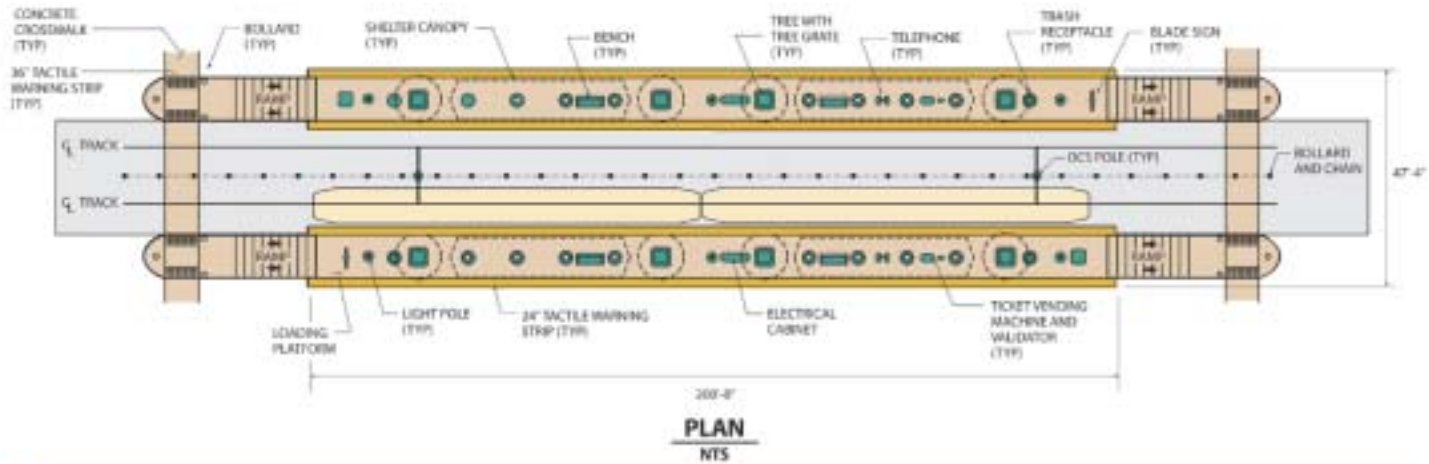 CONCRETE
CROSSWALK
(TYP)
BOLLARD
(TYP)
SHELTER CANOPY
(TYP)
BENCH
(TYP)
TREE WITH
TREE GRATE
(TYP)
TELEPHONE
(TYP)
TRASH
RECEPTACLE
(TYP)
BLADE SIGN
(TYP)
36" TACTILE
WARNING STRIP
(TYP)
RAMP
RAMP
℄ TRACK
OCS POLE (TYP)
BOLLARD
AND CHAIN
℄ TRACK
RAMP
RAMP
LOADING
PLATFORM
LIGHT POLE
(TYP)
24" TACTILE WARNING
STRIP (TYP)
ELECTRICAL
CABINET
TICKET VENDING
MACHINE AND
VALIDATOR
(TYP)
PLAN
NTS